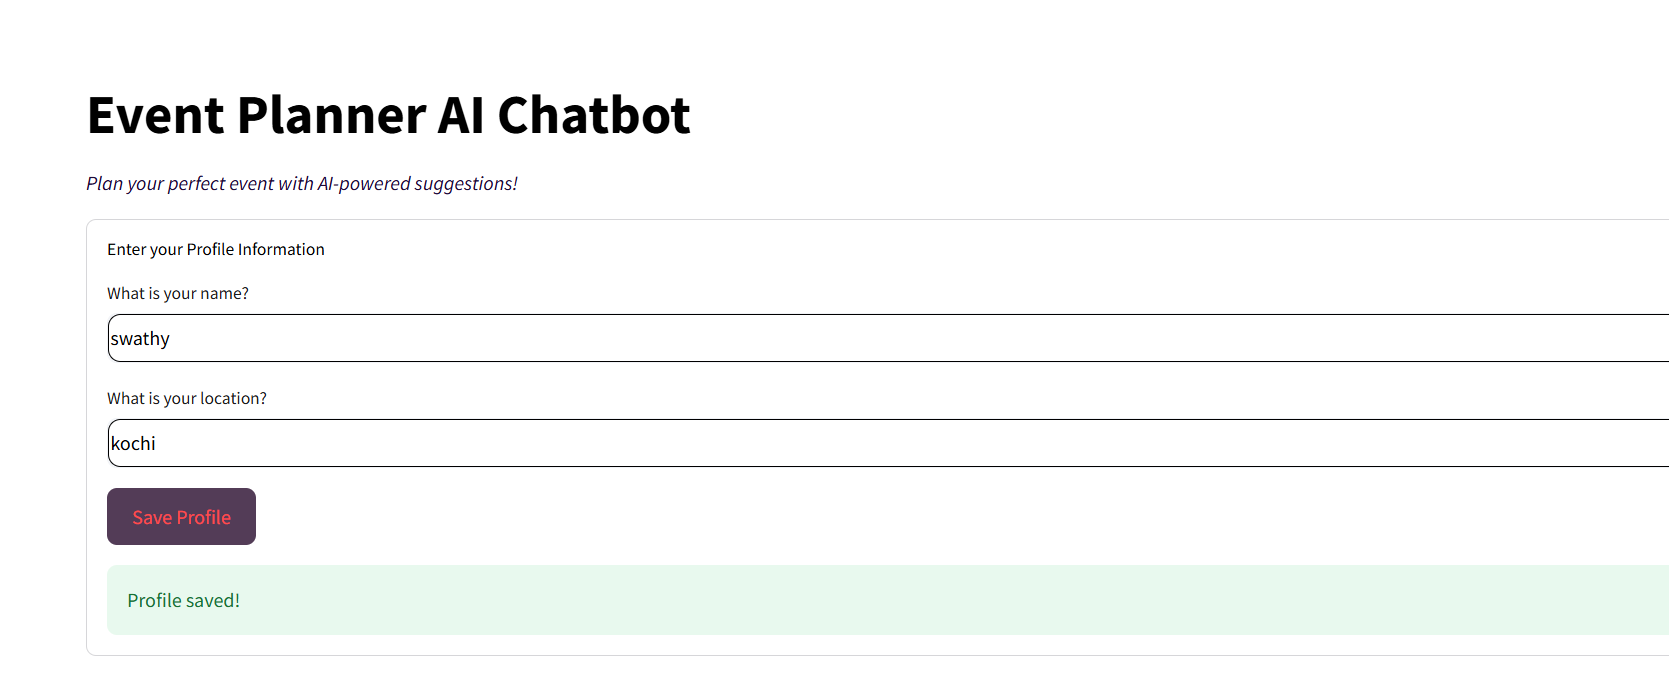 Event Planner AI Chatbot
Plan your perfect event with AI-powered suggestions!
Enter your Profile Information
What is your name?
swathy
What is your location?
kochi
Save Profile
Profile saved!